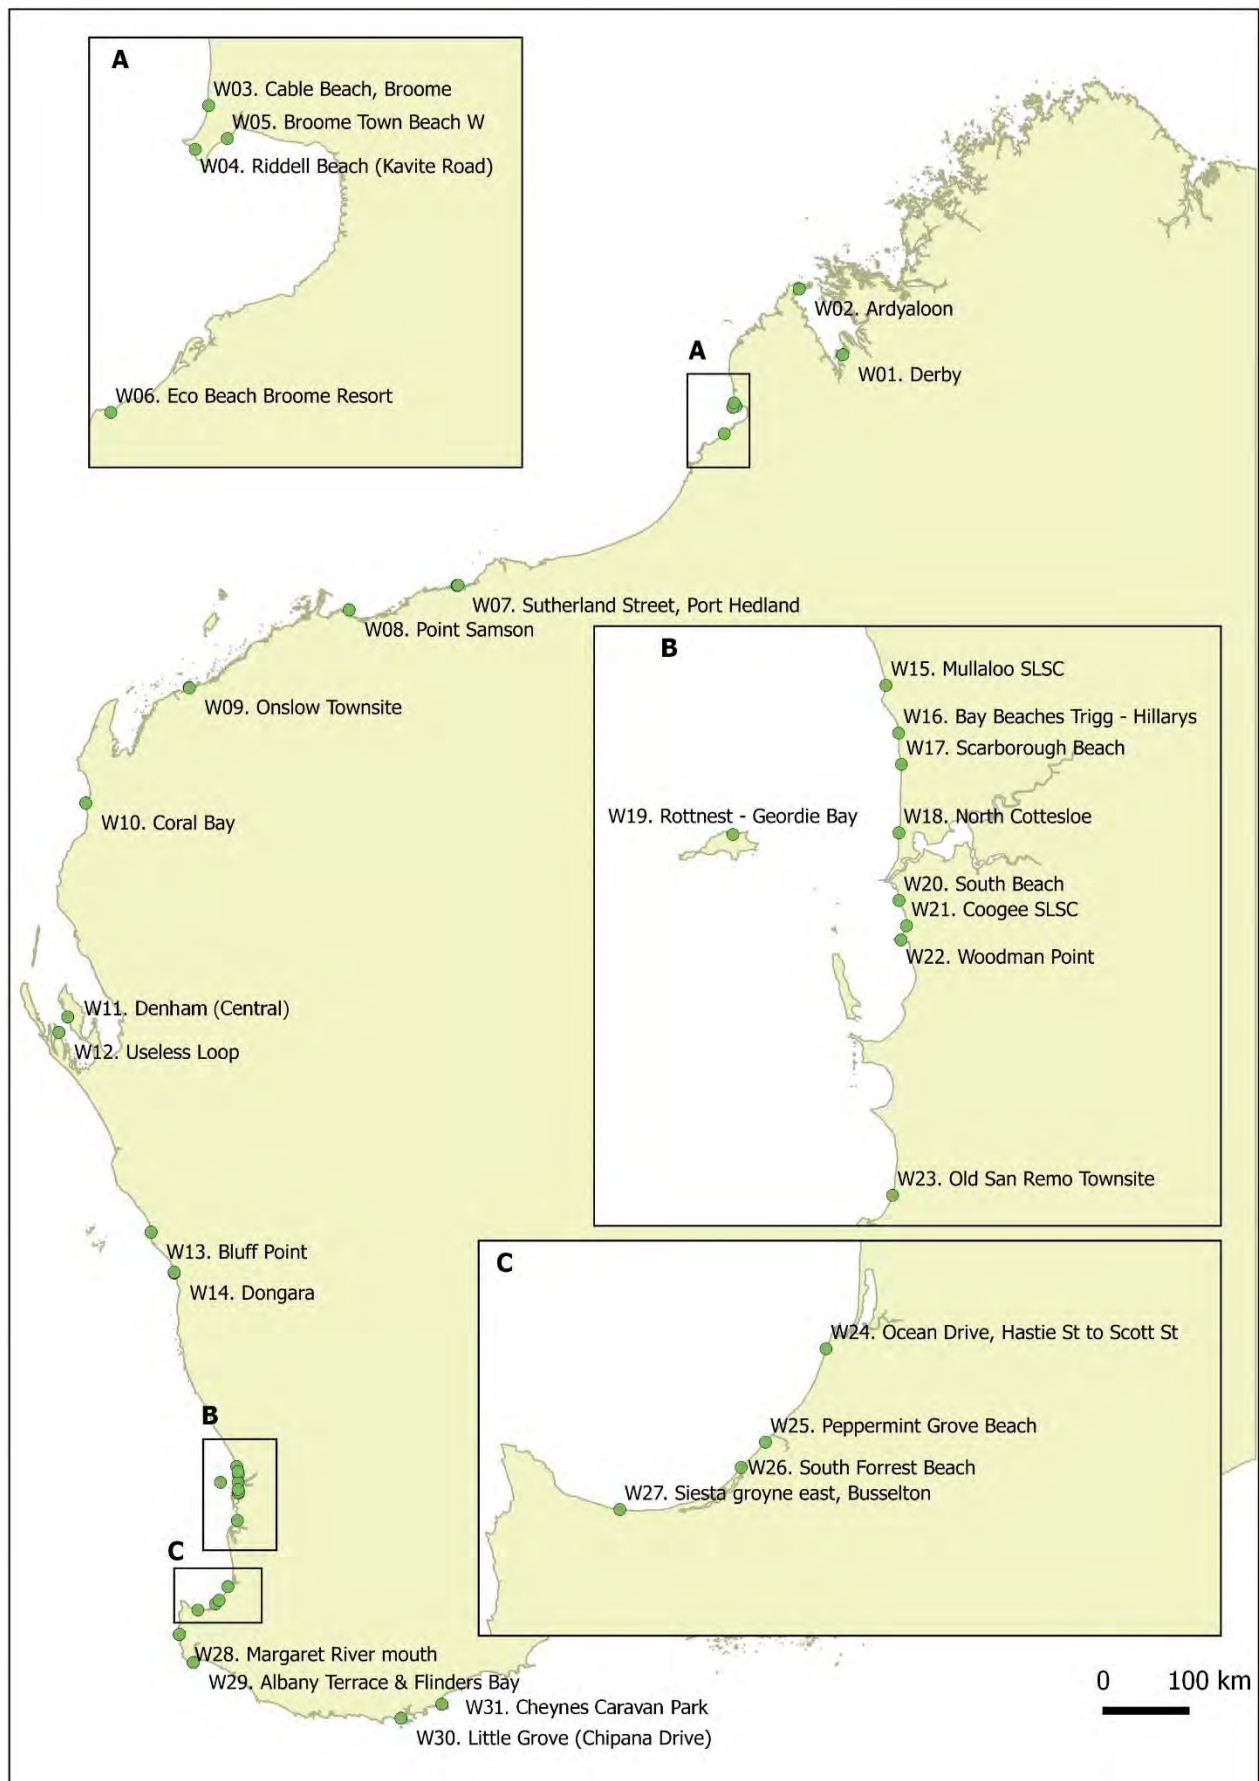 A
W03. Cable Beach, Broome
W05. Broome Town Beach W
W04. Riddell Beach (Kavite Road)
W06. Eco Beach Broome Resort
W02. Ardyaloon
A
W01. Derby
W07. Sutherland Street, Port Hedland
W08. Point Samson
W09. Onslow Townsite
W10. Coral Bay
W11. Denham (Central)
W12. Useless Loop
W13. Bluff Point
W14. Dongara
B
W15. Mullaloo SLSC
W16. Bay Beaches Trigg - Hillarys
W17. Scarborough Beach
W19. Rottnest - Geordie Bay
W18. North Cottesloe
W20. South Beach
W21. Coogee SLSC
W22. Woodman Point
W23. Old San Remo Townsite
C
W24. Ocean Drive, Hastie St to Scott St
W25. Peppermint Grove Beach
W26. South Forrest Beach
W27. Siesta groyne east, Busselton
B
C
W28. Margaret River mouth
W29. Albany Terrace & Flinders Bay
W31. Cheynes Caravan Park
W30. Little Grove (Chipana Drive)
0 100 km